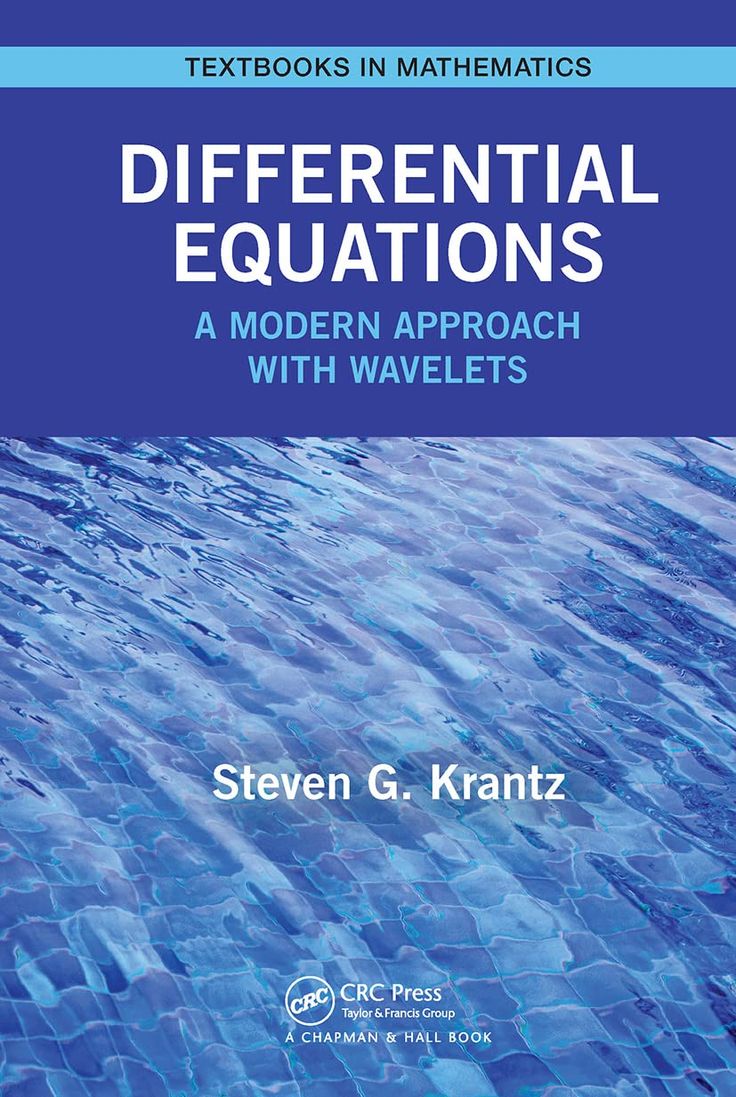 TEXTBOOKS IN MATHEMATICS
DIFFERENTIAL
EQUATIONS
A MODERN APPROACH
WITH WAVELETS
Steven G. Krantz
CRC
CRC Press
Taylor & Francis Group
A CHAPMAN & HALL BOOK